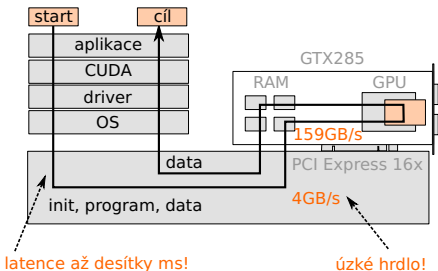 start
cíl
aplikace
CUDA
driver
OS
GTX285
RAM
GPU
159GB/s
data
PCI Express 16x
init, program, data
4GB/s
latence až desítky ms!
úzké hrdlo!